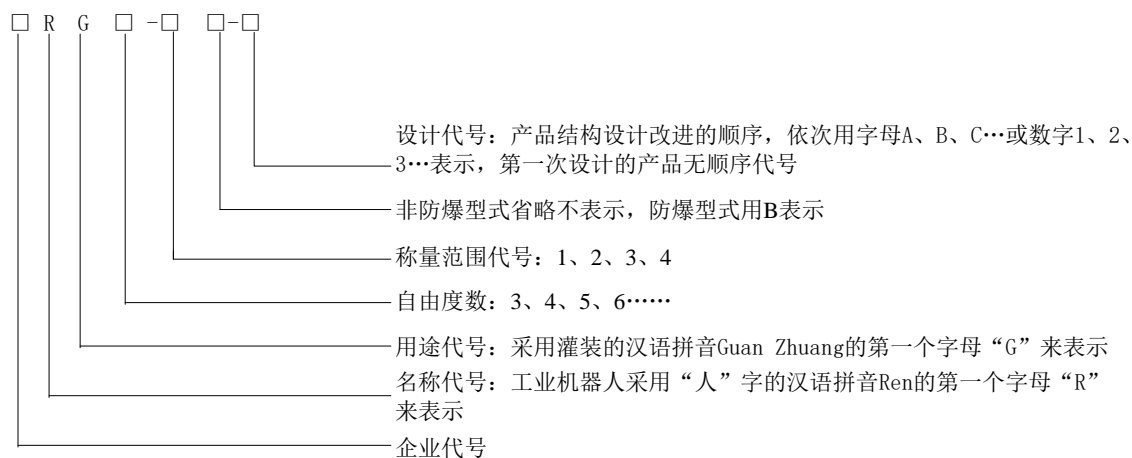 □ R G □ -□ □-□
设计代号：产品结构设计改进的顺序，依次用字母A、B、C…或数字1、2、
3…表示，第一次设计的产品无顺序代号
非防爆型式省略不表示，防爆型式用B表示
称量范围代号：1、2、3、4
自由度数：3、4、5、6……
用途代号：采用灌装的汉语拼音Guan Zhuang的第一个字母“G”来表示
名称代号：工业机器人采用“人”字的汉语拼音Ren的第一个字母“R”
来表示
企业代号